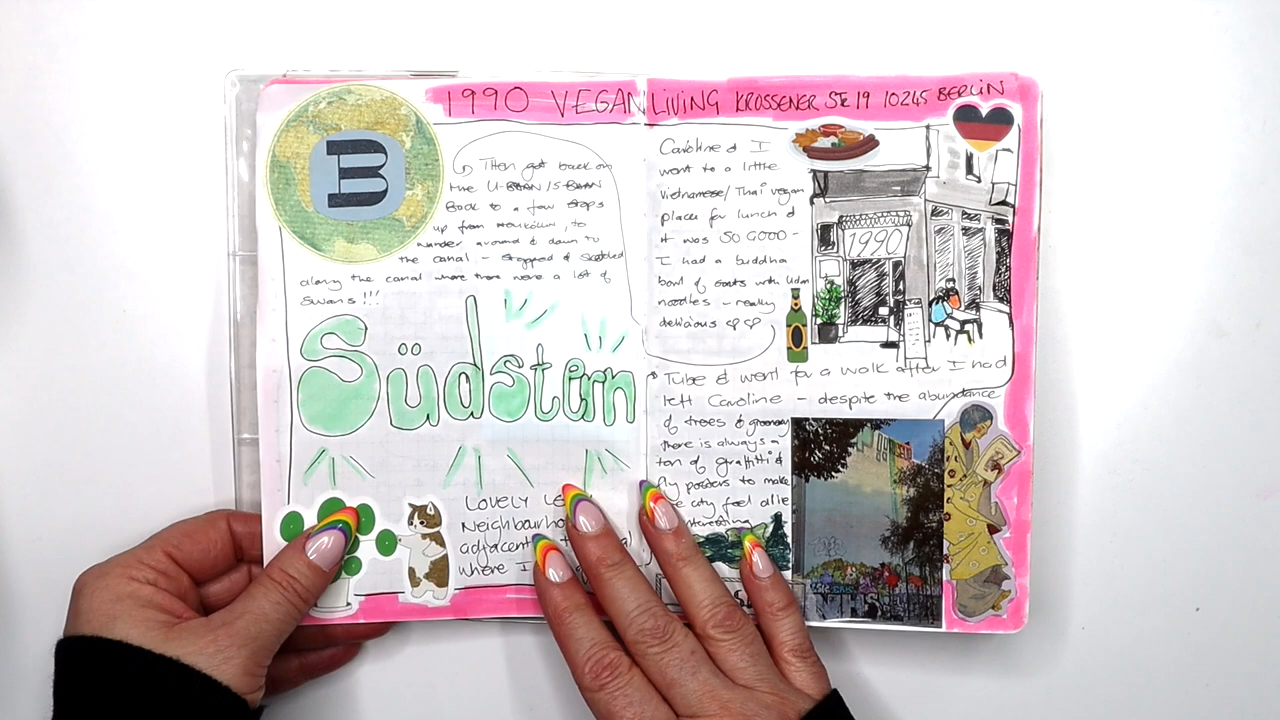 1990 VEGAN LIVING KROSSENER Str 19 10245 BERLIN
B
Then got back on
the U-BAHN/S-BAHN
Back to a few stops
up from Neukölln, to
wander around & down to
the canal - stopped & sketched
along the canal where there were a lot of
Swans !!!
Südstern
LOVELY
Neighbourho
adjacent
where I
Caroline & I
went to a little
Vietnamese/Thai vegan
place for lunch &
it was SO GOOD -
I had a buddha
bowl of sorts with Udon
noodles - really
delicious
1990
Tube & went for a walk after I had
left Caroline - despite the abundance
of trees & greenery
there is always a
ton of graffitti &
fly posters to make
the city feel alive
interesting